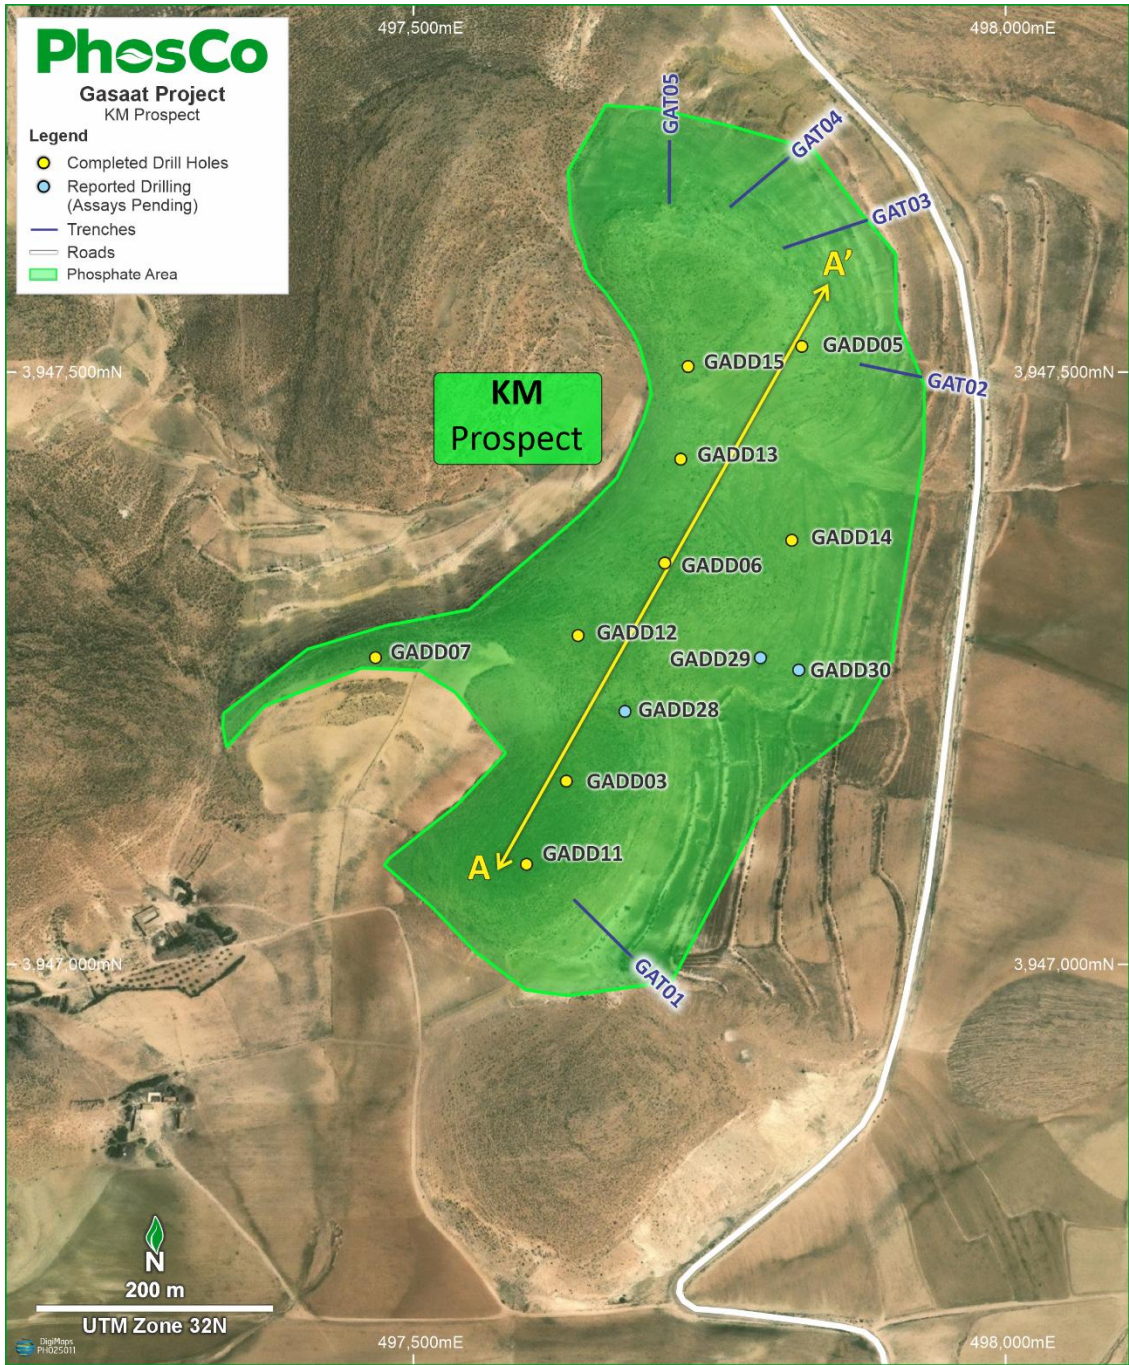 PhosCo
Gasaat Project
KM Prospect
Legend
Completed Drill Holes
Reported Drilling
(Assays Pending)
Trenches
Roads
Phosphate Area
497,500mE
498,000mE
GAT05
GAT04
GAT03
A'
GADD05
GADD15
3,947,500mN
3,947,500mN
GAT02
KM
Prospect
GADD13
GADD14
GADD06
GADD12
GADD07
GADD29
GADD30
GADD28
GADD03
GADD11
A
3,947,000mN
3,947,000mN
GAT01
N
200 m
UTM Zone 32N
DigiMaps
PH025011
497,500mE
498,000mE